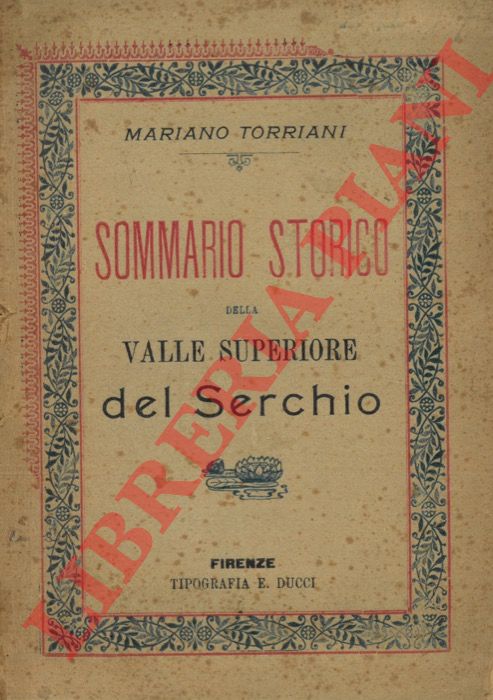 MARIANO TORRIANI
SOMMARIO STORICO
DELLA
VALLE SUPERIORE
del Serchio
FIRENZE
TIPOGRAFIA E. DUCCI
LIBRERIA PIANI